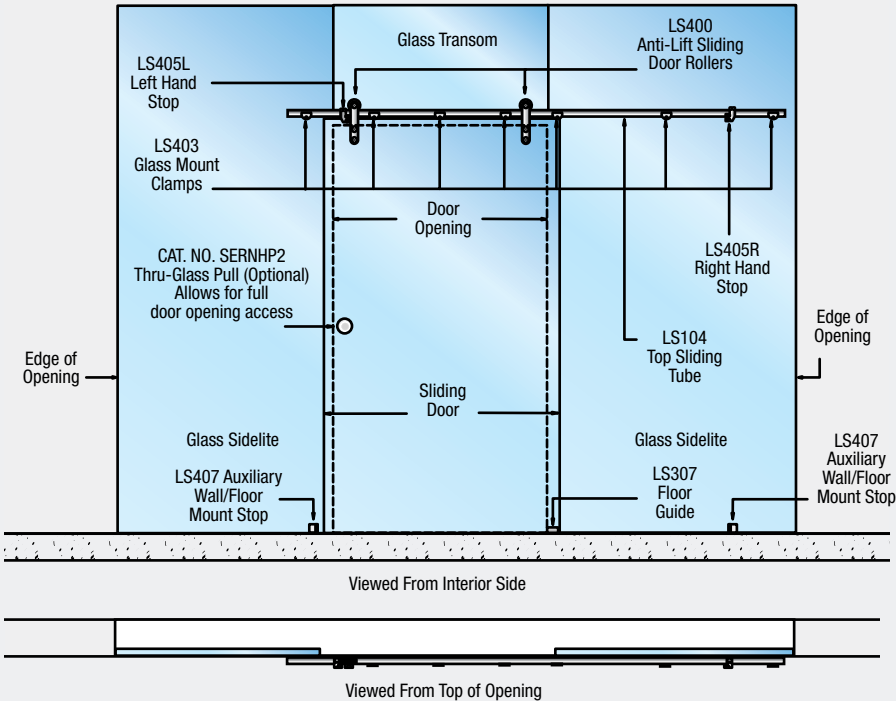 Glass Transom
LS400
Anti-Lift Sliding
Door Rollers
LS405L
Left Hand
Stop
LS403
Glass Mount
Clamps
Door
Opening
LS405R
Right Hand
Stop
CAT. NO. SERNHP2
Thru-Glass Pull (Optional)
Allows for full
door opening access
Edge of
Opening
LS104
Top Sliding
Tube
Edge of
Opening
Sliding
Door
Glass Sidelite
Glass Sidelite
LS407 Auxiliary
Wall/Floor
Mount Stop
LS307
Floor
Guide
LS407
Auxiliary
Wall/Floor
Mount Stop
Viewed From Interior Side
Viewed From Top of Opening